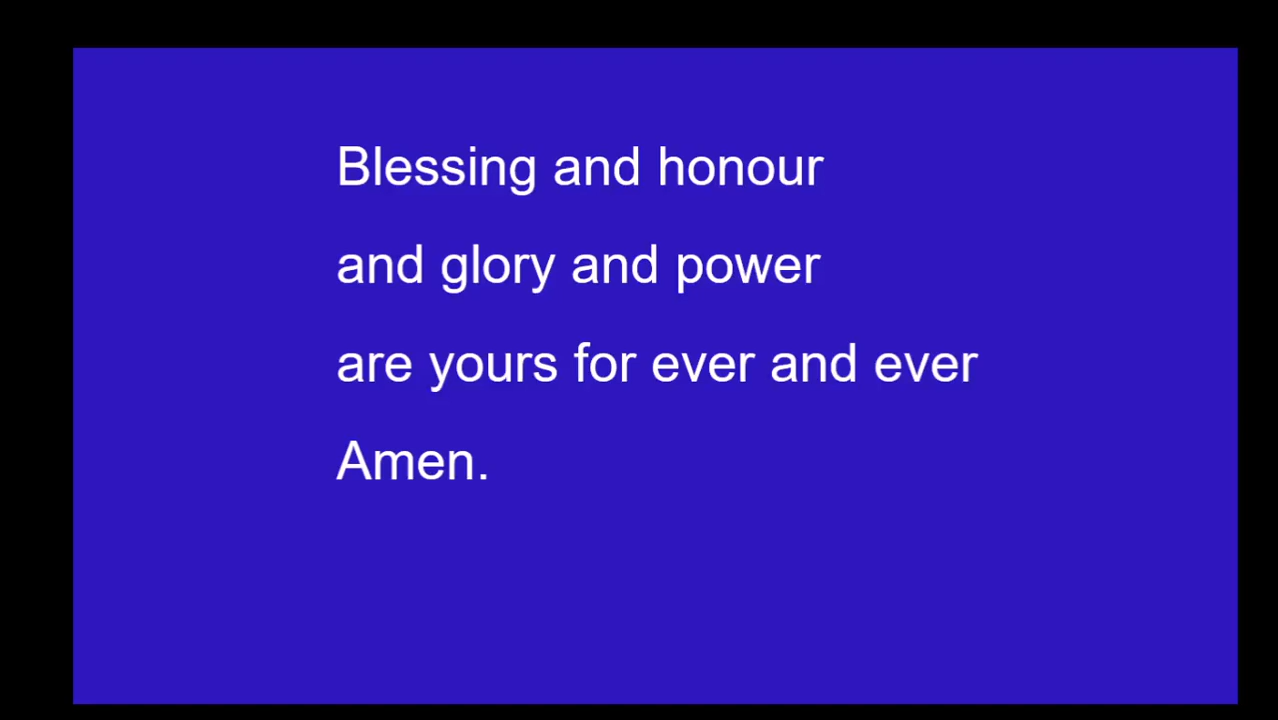 Blessing and honour
and glory and power
are yours for ever and ever
Amen.